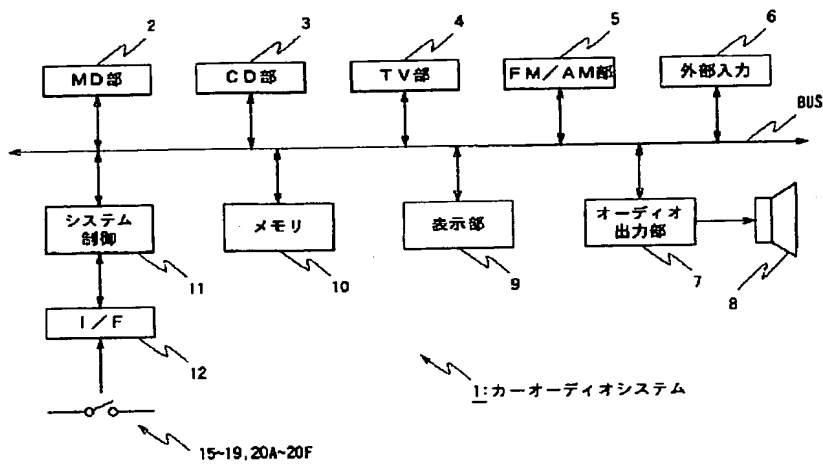 2
3
4
5
6
MD部
CD部
TV部
FM/AM部
外部入力
BUS
システム
制御
メモリ
表示部
オーディオ
出力部
11
10
9
7
8
I/F
12
1:カーオーディオシステム
15~19,20A~20F